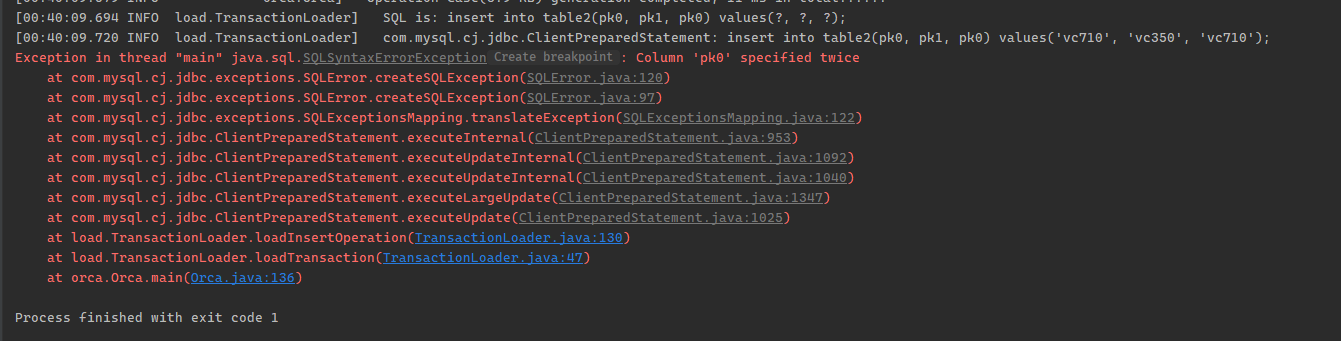 [00:40:09.694 INFO  load.TransactionLoader]   SQL is: insert into table2(pk0, pk1, pk0) values(?, ?, ?);
[00:40:09.720 INFO  load.TransactionLoader]   com.mysql.cj.jdbc.ClientPreparedStatement: insert into table2(pk0, pk1, pk0) values('vc710', 'vc350', 'vc710');
Exception in thread "main" java.sql.SQLSyntaxErrorException Create breakpoint : Column 'pk0' specified twice
    at com.mysql.cj.jdbc.exceptions.SQLError.createSQLException(SQLError.java:120)
    at com.mysql.cj.jdbc.exceptions.SQLError.createSQLException(SQLError.java:97)
    at com.mysql.cj.jdbc.exceptions.SQLExceptionsMapping.translateException(SQLExceptionsMapping.java:122)
    at com.mysql.cj.jdbc.ClientPreparedStatement.executeInternal(ClientPreparedStatement.java:953)
    at com.mysql.cj.jdbc.ClientPreparedStatement.executeUpdateInternal(ClientPreparedStatement.java:1092)
    at com.mysql.cj.jdbc.ClientPreparedStatement.executeUpdateInternal(ClientPreparedStatement.java:1040)
    at com.mysql.cj.jdbc.ClientPreparedStatement.executeLargeUpdate(ClientPreparedStatement.java:1347)
    at com.mysql.cj.jdbc.ClientPreparedStatement.executeUpdate(ClientPreparedStatement.java:1025)
    at load.TransactionLoader.loadInsertOperation(TransactionLoader.java:130)
    at load.TransactionLoader.loadTransaction(TransactionLoader.java:47)
    at orca.Orca.main(Orca.java:136)
Process finished with exit code 1